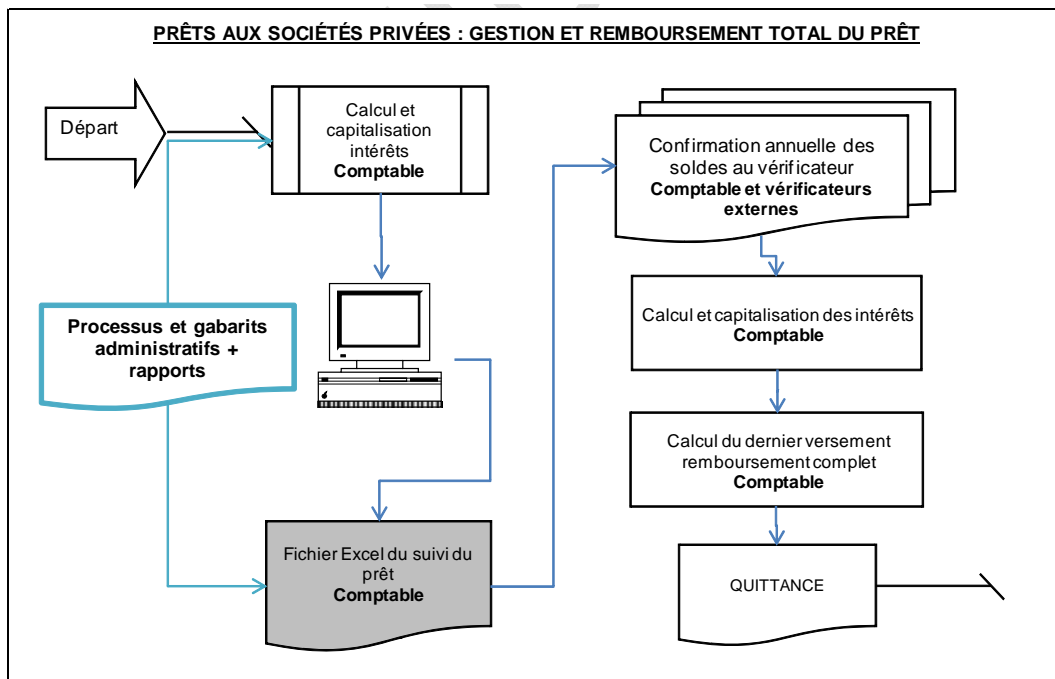 PRÊTS AUX SOCIÉTÉS PRIVÉES : GESTION ET REMBOURSEMENT TOTAL DU PRÊT
Départ
Calcul et
capitalisation
intérêts
Comptable
Processus et gabarits
administratifs +
rapports
Fichier Excel du suivi du
prêt
Comptable
Confirmation annuelle des
soldes au vérificateur
Comptable et vérificateurs
externes
Calcul et capitalisation des intérêts
Comptable
Calcul du dernier versement
remboursement complet
Comptable
QUITTANCE